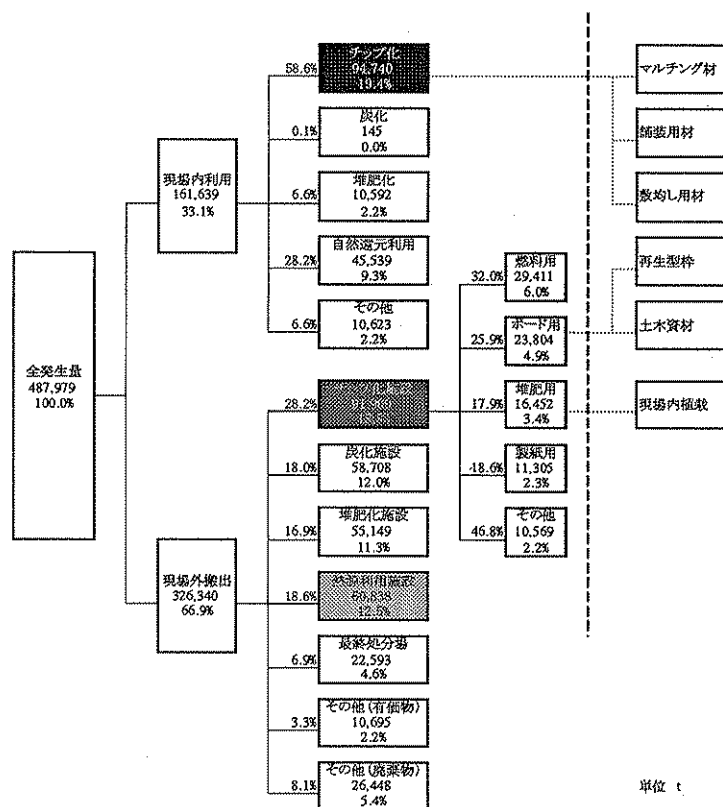 全発生量
487,979
100.0%
現場内利用
161,639
33.1%
58.6%
チップ化
94,740
19.4%
0.1%
炭化
145
0.0%
6.6%
堆肥化
10,592
2.2%
28.2%
自然還元利用
45,539
9.3%
6.6%
その他
10,623
2.2%
現場外搬出
326,340
66.9%
28.2%
18.0%
炭化施設
58,708
12.0%
16.9%
堆肥化施設
55,149
11.3%
18.6%
熱源利用施設
60,838
12.5%
6.9%
最終処分場
22,593
4.6%
3.3%
その他(有価物)
10,695
2.2%
8.1%
その他(廃棄物)
26,448
5.4%
32.0%
燃料用
29,411
6.0%
25.9%
ボード用
23,804
4.9%
17.9%
堆肥用
16,452
3.4%
-18.6%
製紙用
11,305
2.3%
46.8%
その他
10,569
2.2%
マルチング材
舗装用材
敷均し用材
再生型枠
土木資材
現場内植栽
単位 t